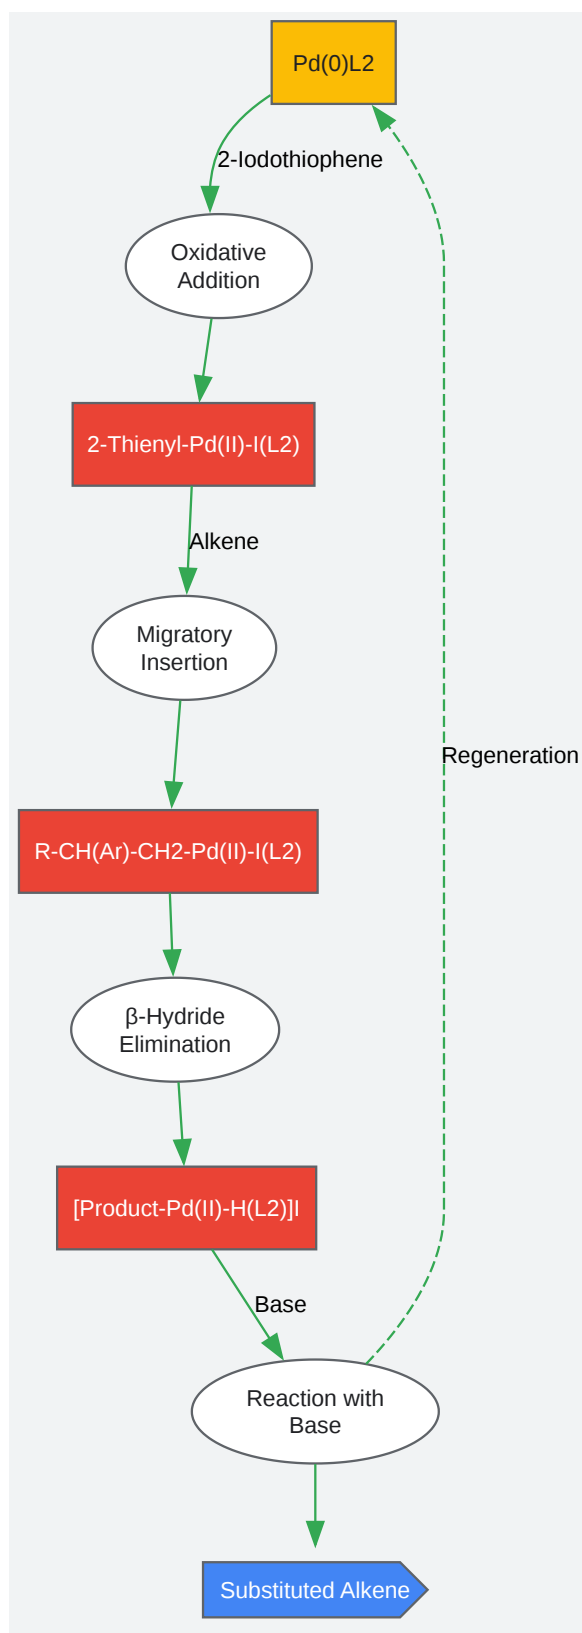 Pd(0)L2
2-Iodothiophene
Oxidative
Addition
2-Thienyl-Pd(II)-I(L2)
Alkene
Migratory
Insertion
Regeneration
R-CH(Ar)-CH2-Pd(II)-I(L2)
β-Hydride
Elimination
[Product-Pd(II)-H(L2)]I
Base
Reaction with
Base
Substituted Alkene